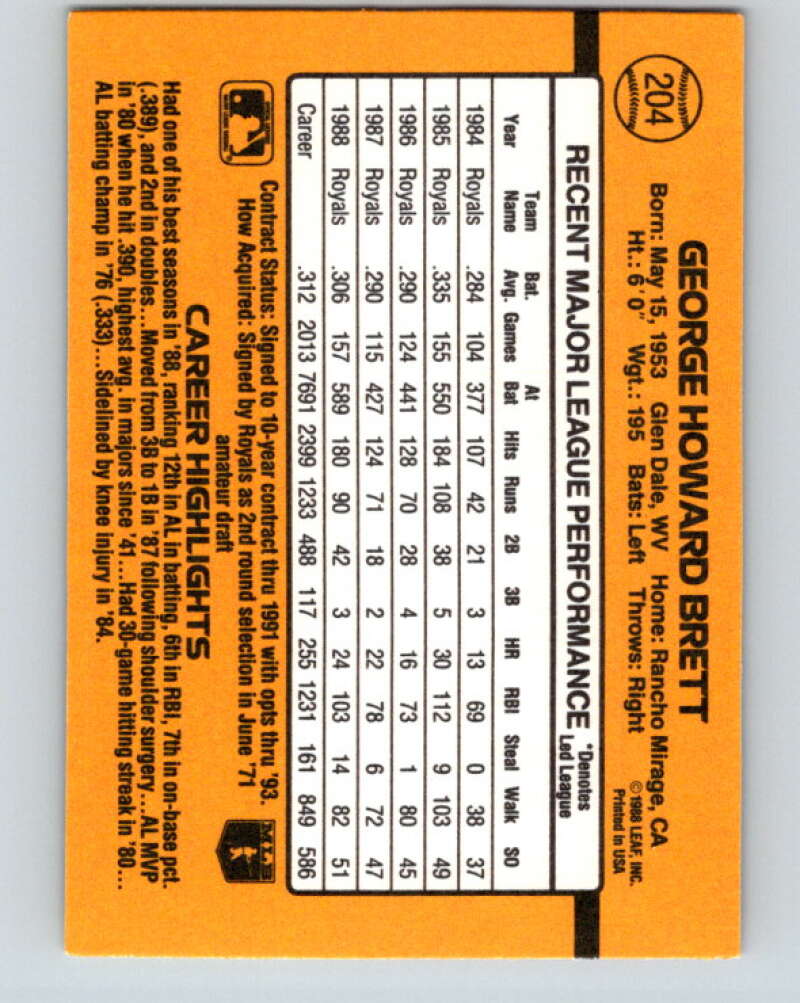 204
GEORGE HOWARD BRETT
Born: May 15, 1953 Glen Dale, WV Home: Rancho Mirage, CA
Ht.: 6'0" Wgt.: 195 Bats: Left Throws: Right
©1988 LEAF, INC.
Printed in USA
RECENT MAJOR LEAGUE PERFORMANCE *Denotes Led League
Year Team Name Bat. Avg. Games At Bat Hits Runs 2B 3B HR RBI Steal Walk SO
1984 Royals .284 104 377 107 42 21 3 13 69 0 38 37
1985 Royals .335 155 550 184 108 38 5 30 112 9 103 49
1986 Royals .290 124 441 128 70 28 4 16 73 1 80 45
1987 Royals .290 115 427 124 71 18 2 22 78 6 72 47
1988 Royals .306 157 589 180 90 42 3 24 103 14 82 51
Career .312 2013 7691 2399 1233 488 117 255 1231 161 849 586
Contract Status: Signed to 10-year contract thru 1991 with opts thru '93.
How Acquired: Signed by Royals as 2nd round selection in June '71
amateur draft
MLB
CAREER HIGHLIGHTS
Had one of his best seasons in '88, ranking 12th in AL in batting, 6th in RBI, 7th in on-base pct.
(.389), and 2nd in doubles...Moved from 3B to 1B in '87 following shoulder surgery...AL MVP
in '80 when he hit .390, highest avg. in majors since '41...Had 30-game hitting streak in '80...
AL batting champ in '76 (.333)...Sidelined by knee injury in '84.